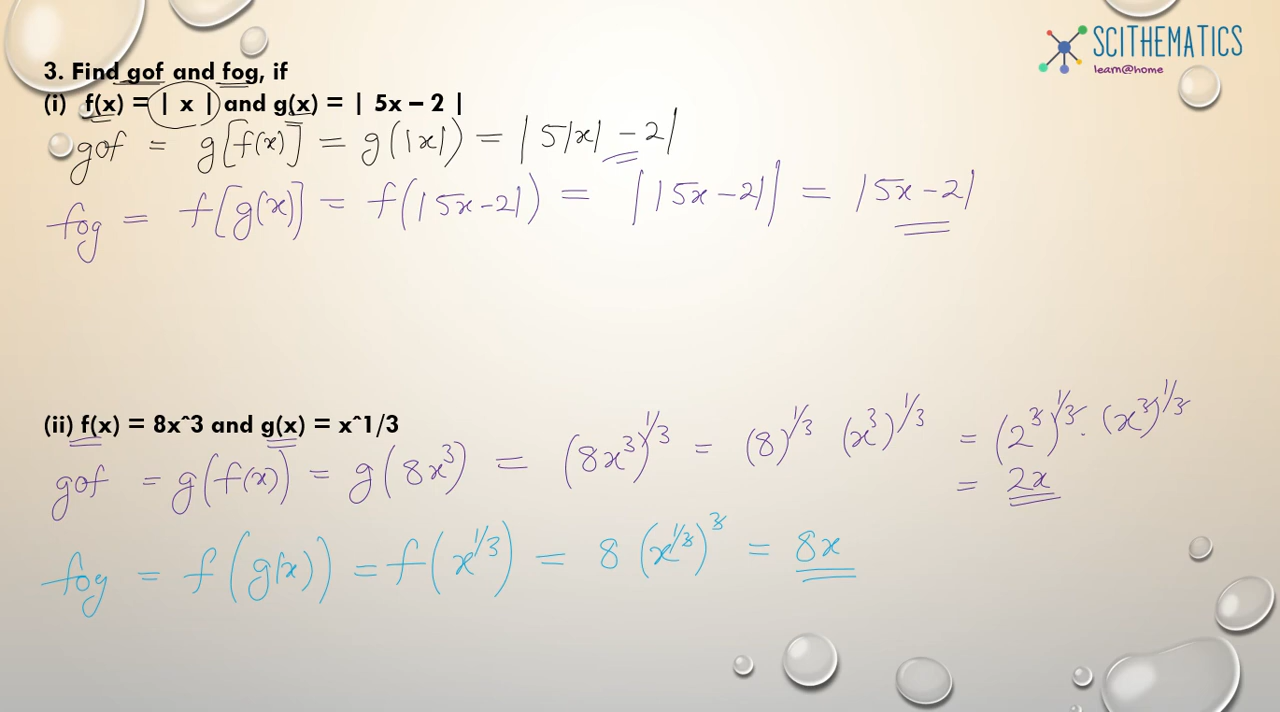 SCITHEMATICS
learn@home
3. Find gof and fog, if
(i) f(x) = | x | and g(x) = | 5x – 2 |
gof = g[f(x)] = g(|x|) = |5|x| - 2|
fog = f[g(x)] = f(|5x-2|) = ||5x-2|| = |5x-2|
(ii) f(x) = 8x^3 and g(x) = x^1/3
gof = g(f(x)) = g(8x³) = (8x³)^1/3 = (8)^1/3 (x³)^1/3 = (2³)^1/3 . (x³)^1/3
= 2x
fog = f(g(x)) = f(x^1/3) = 8(x^1/3)³ = 8x